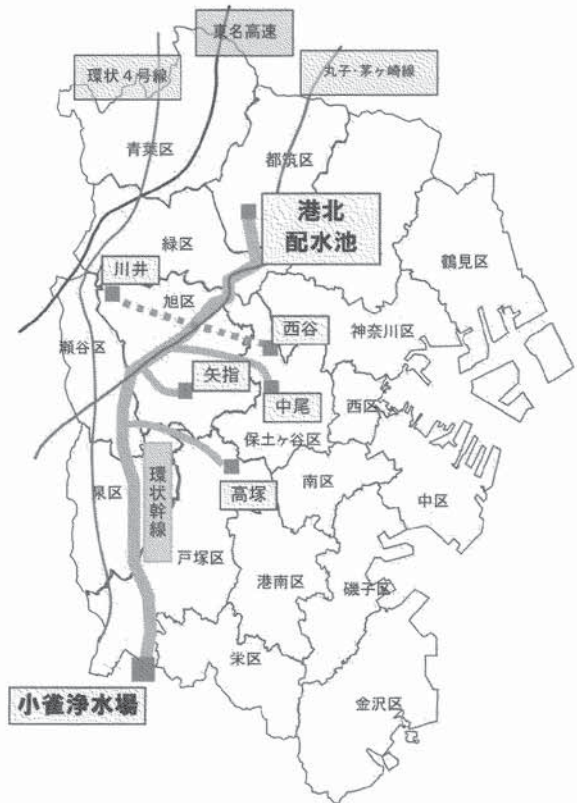 東名高速
環状4号線
丸子・茅ヶ崎線
青葉区
都筑区
港北
配水池
緑区
鶴見区
川井
旭区
瀬谷区
西谷
神奈川区
矢指
中尾
西区
保土ヶ谷区
環状幹線
高塚
南区
泉区
中区
戸塚区
港南区
磯子区
栄区
小雀浄水場
金沢区